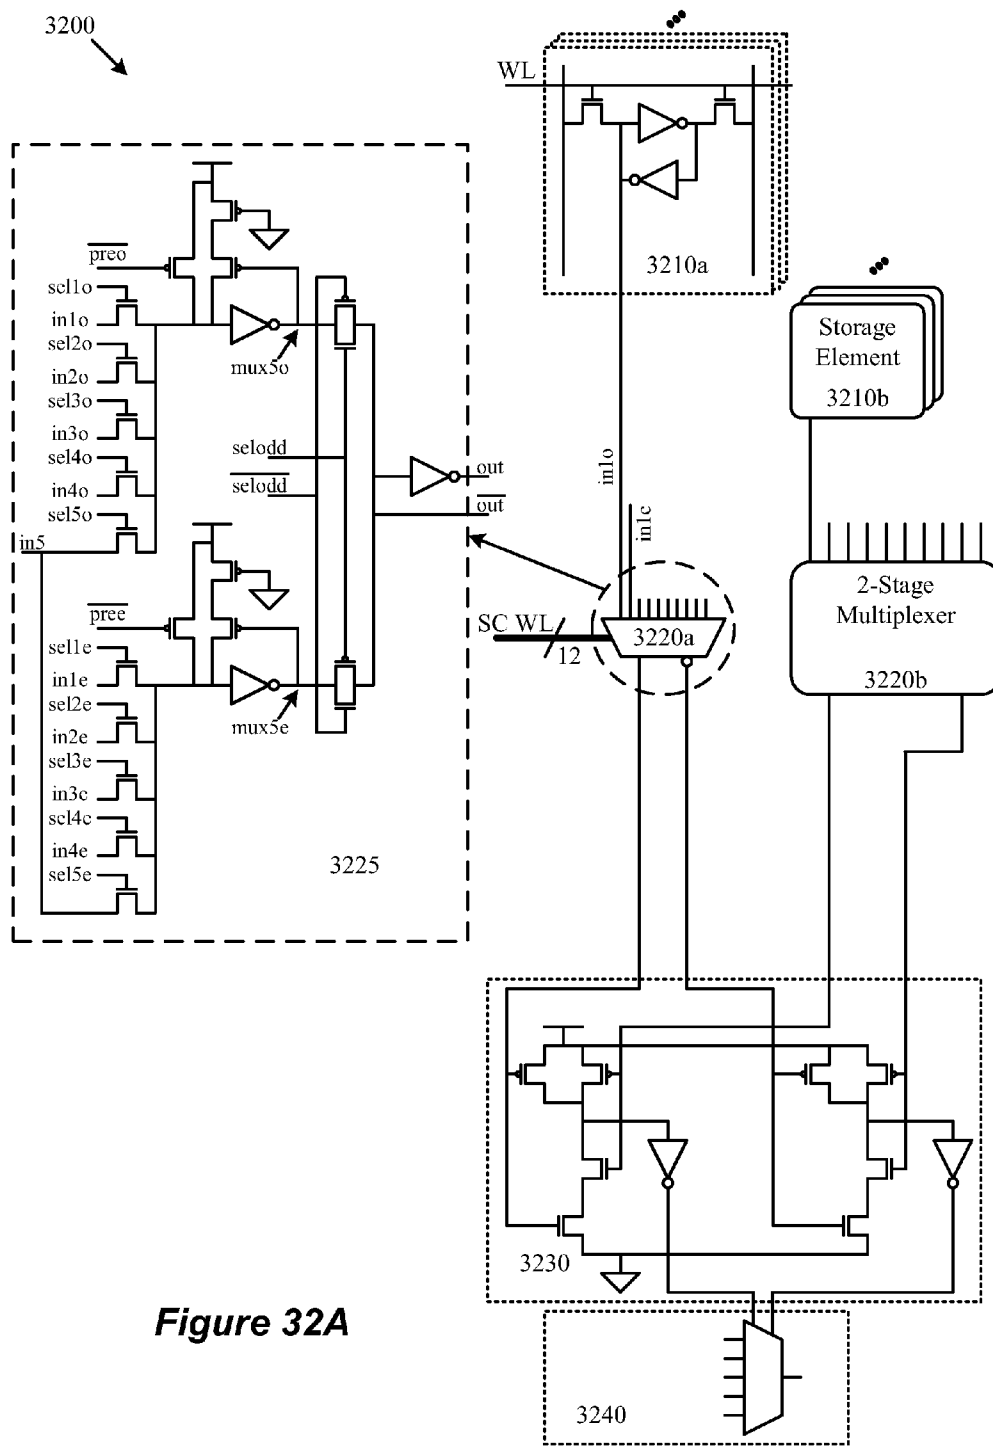 3200
WL
3210a
Storage
Element
3210b
preo
sel1o
in1o
sel2o
in2o
sel3o
in3o
sel4o
in4o
sel5o
in5
mux5o
selodd
selodd
out
out
pree
sel1e
in1e
sel2e
in2e
sel3e
in3e
sel4e
in4e
sel5e
mux5e
3225
in1o
in1e
SC WL
12
3220a
2-Stage
Multiplexer
3220b
3230
3240
Figure 32A